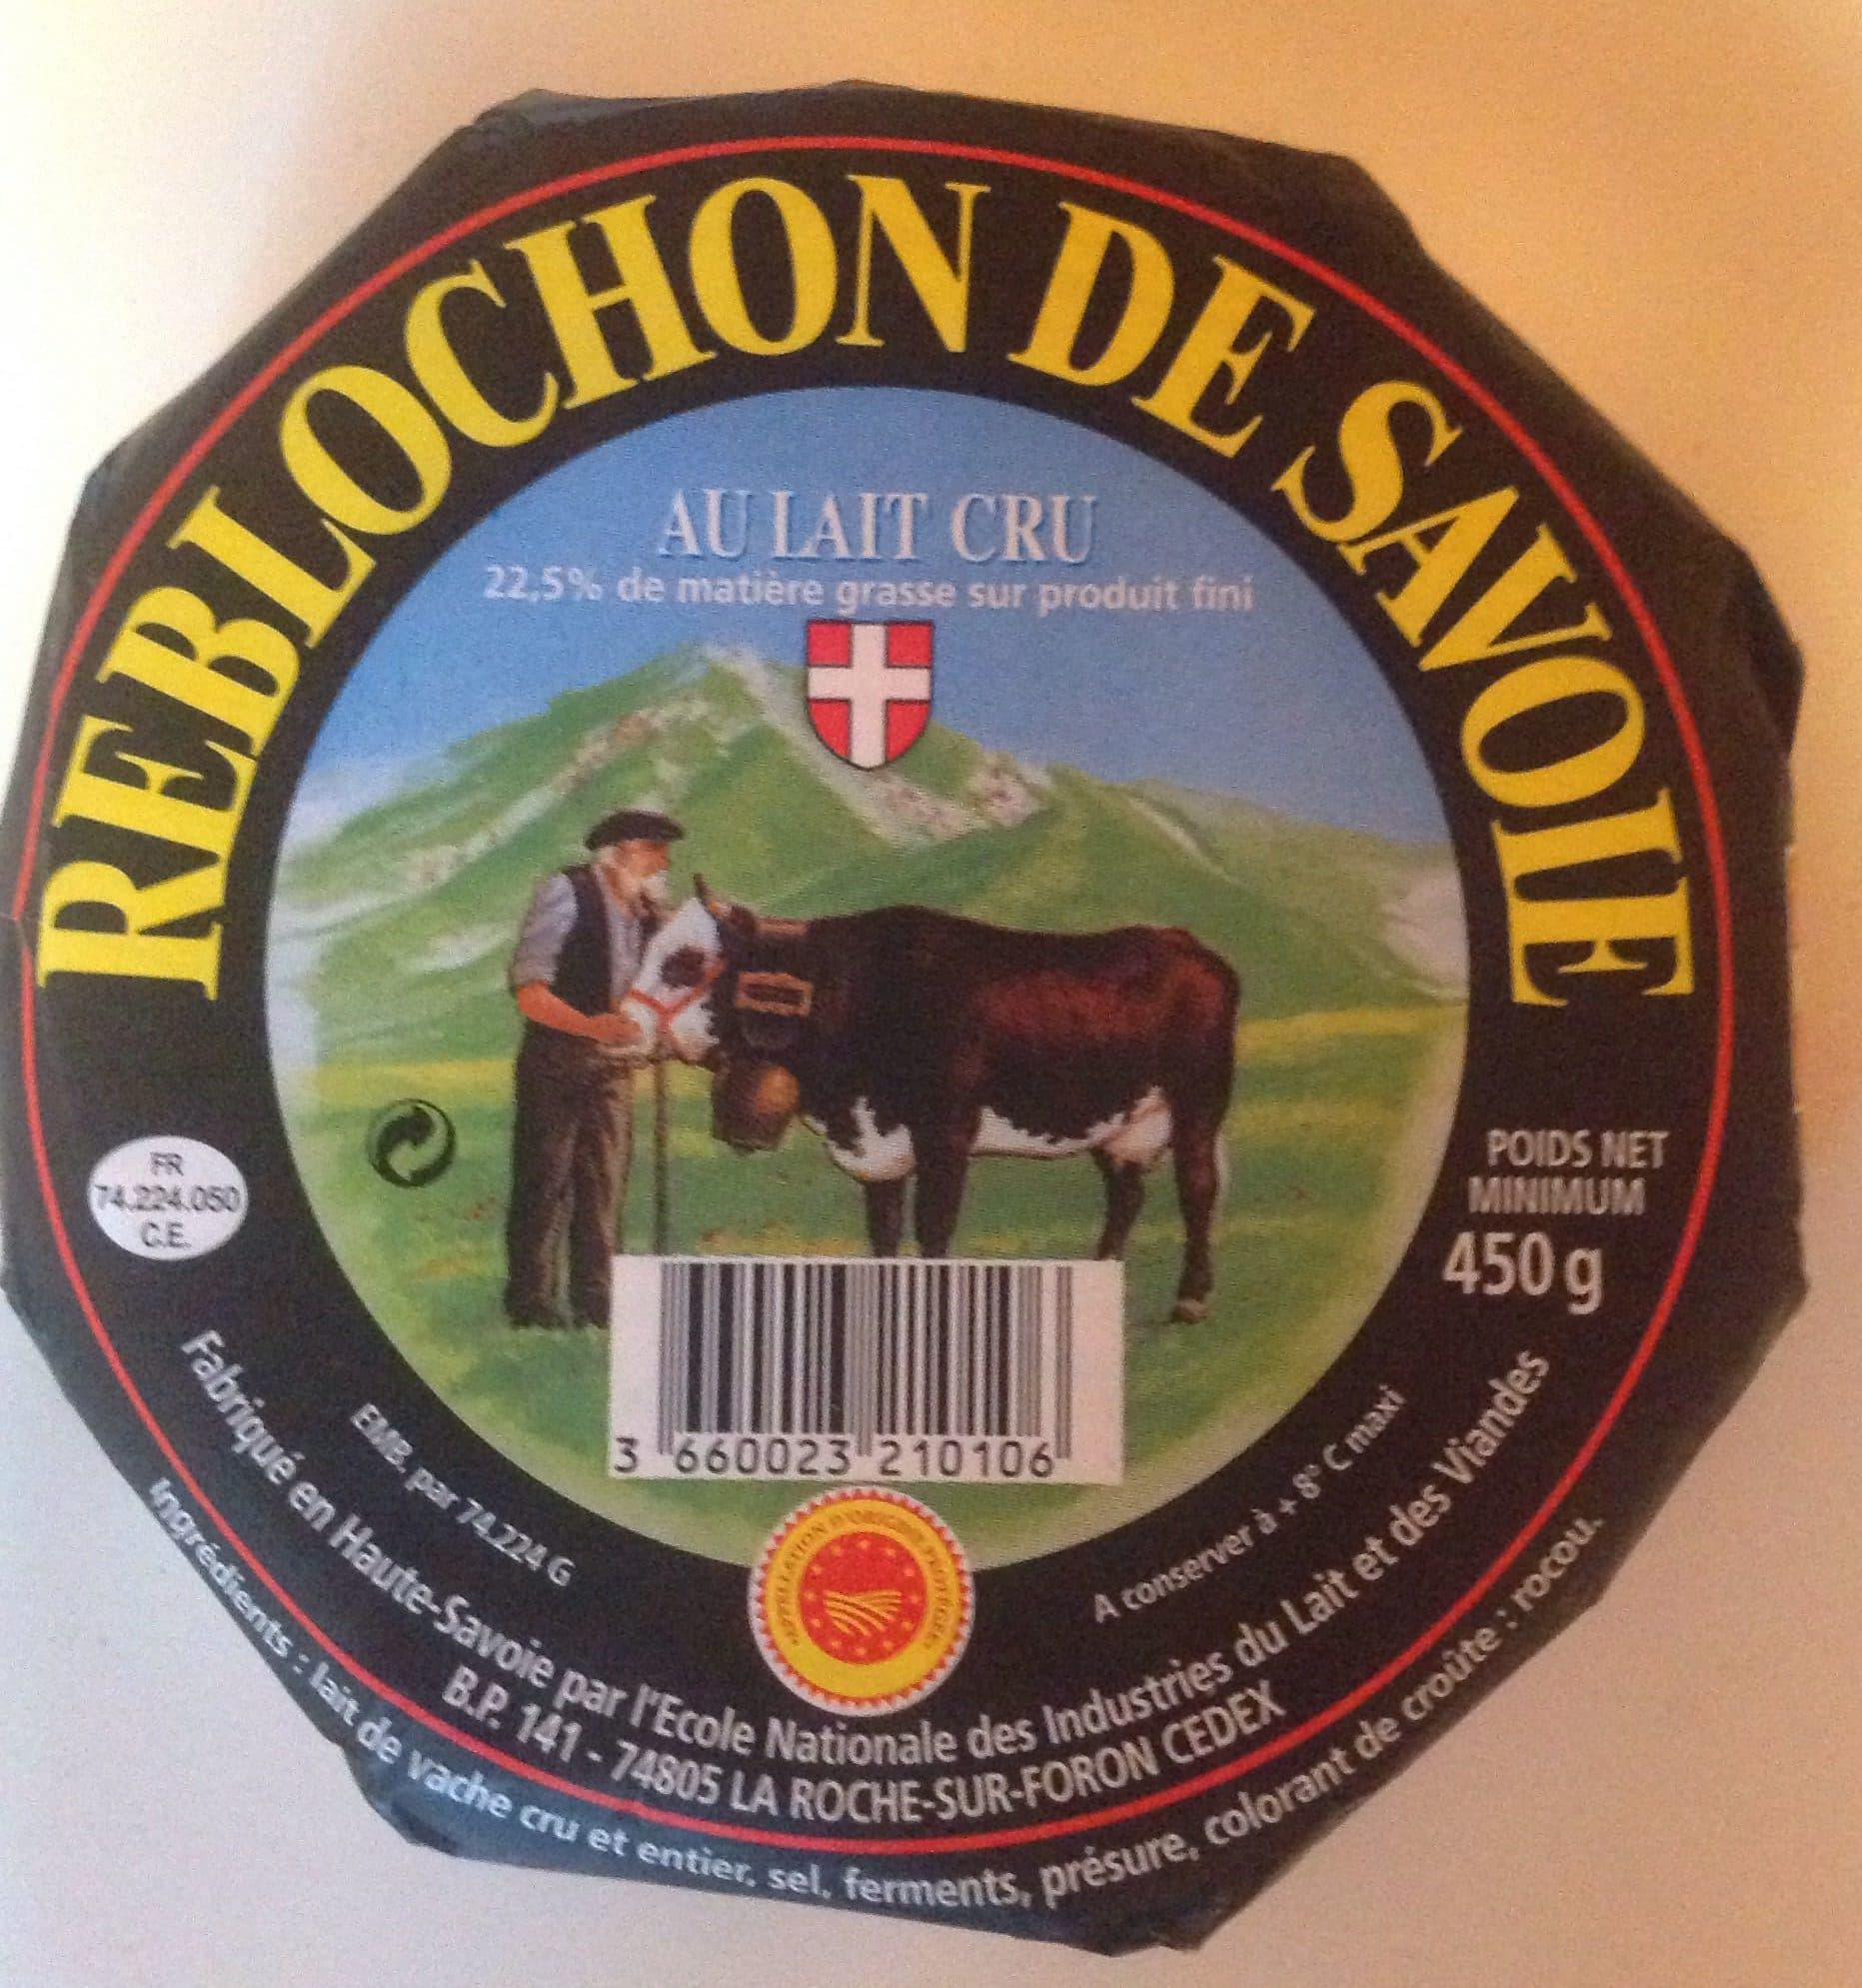 REBLOCHON DE SAVOIE
AU LAIT CRU
22,5% de matière grasse sur produit fini
FR
74.224.050
C.E.
POIDS NET
MINIMUM
450 g
3 660023 210106
EMB. par 74.224 G
A conserver à + 8° C maxi
APPELLATION D'ORIGINE PROTÉGÉE
Fabriqué en Haute-Savoie par l'Ecole Nationale des Industries du Lait et des Viandes
B.P. 141 - 74805 LA ROCHE-SUR-FORON CEDEX
Ingrédients : lait de vache cru et entier, sel, ferments, présure, colorant de croûte : rocou.